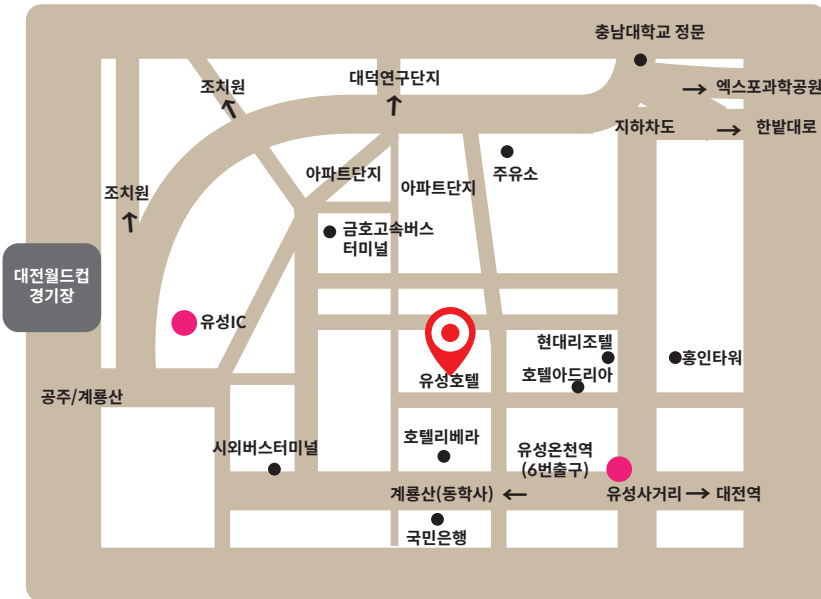 충남대학교 정문
조치원
대덕연구단지
엑스포과학공원
지하차도
한밭대로
아파트단지
주유소
아파트단지
조치원
금호고속버스
터미널
대전월드컵
경기장
유성IC
현대리조텔
홍인타워
호텔아드리아
유성호텔
공주/계룡산
시외버스터미널
호텔리베라
유성온천역
(6번출구)
계룡산(동학사)
유성사거리
대전역
국민은행